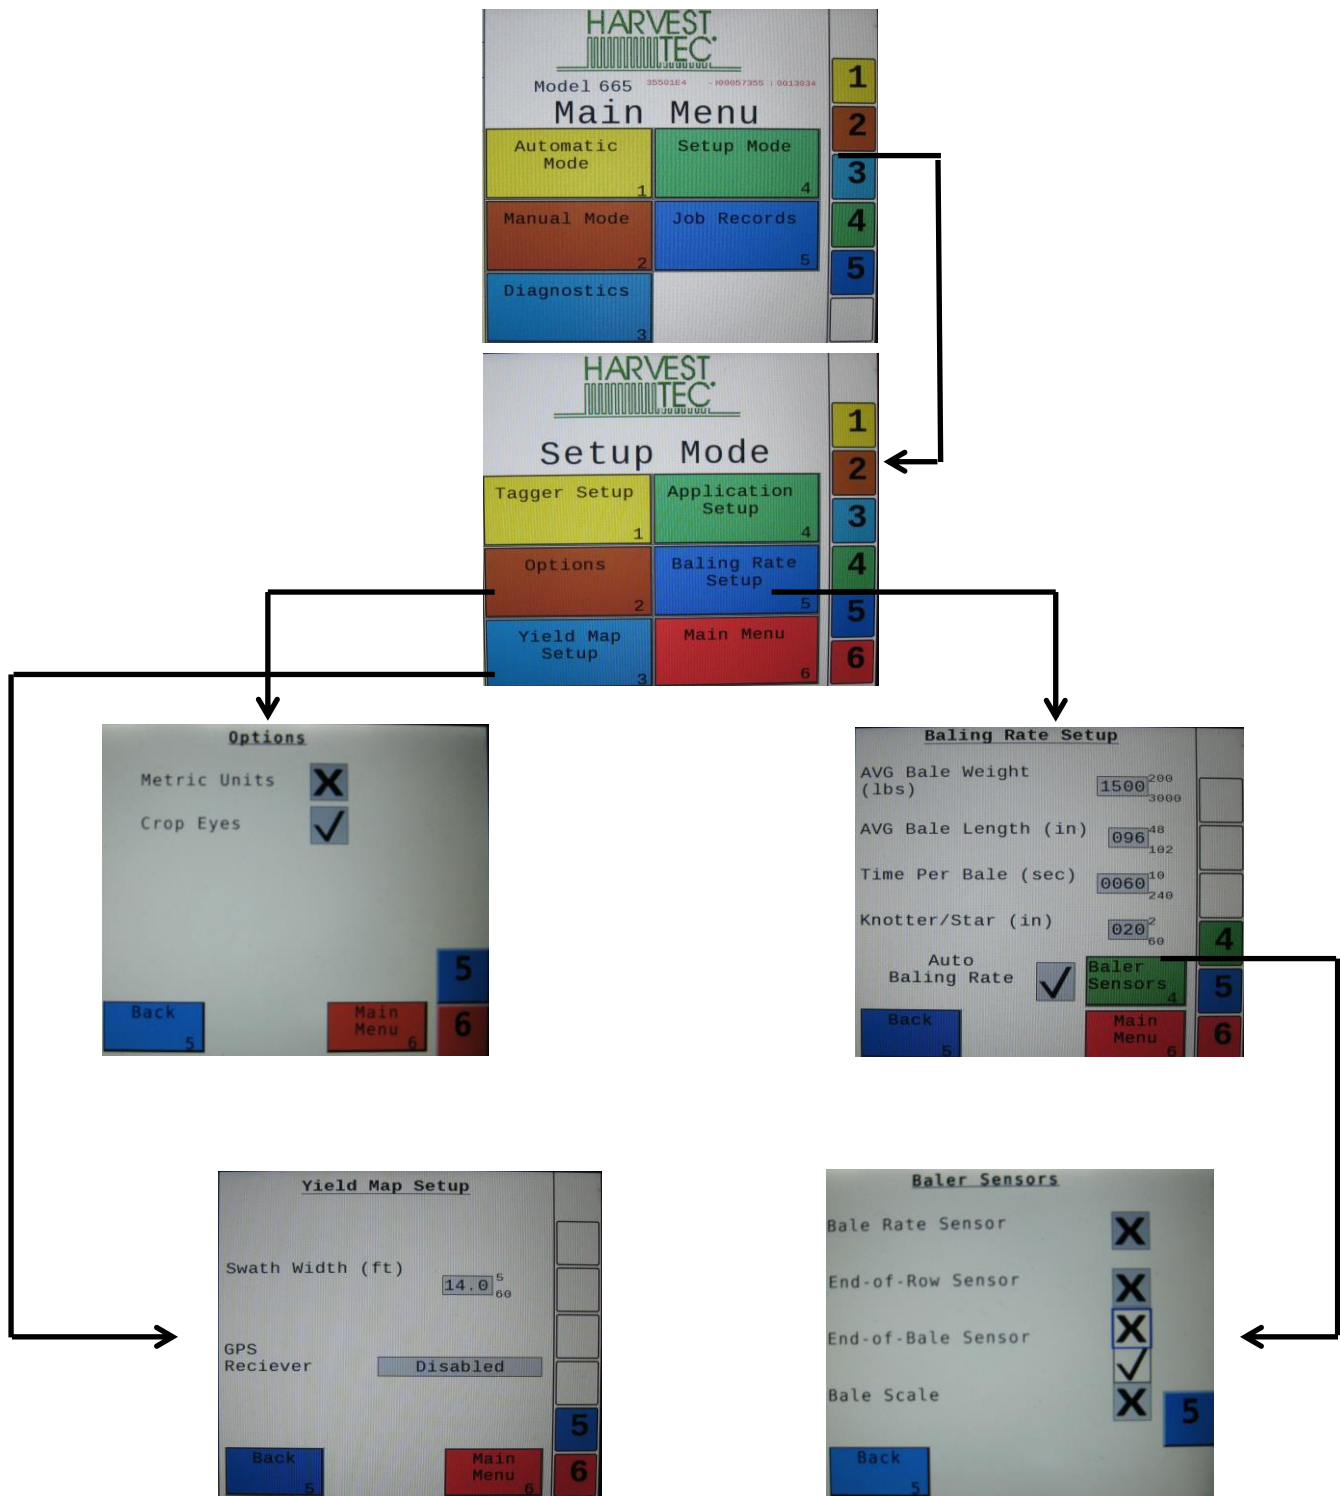 HARVEST
TEC
Model 665
Main Menu
1
2
3
4
5
Automatic
Mode
1
Setup Mode
4
Manual Mode
2
Job Records
5
Diagnostics
3
HARVEST
TEC
Setup Mode
1
2
3
4
5
6
Tagger Setup
1
Application
Setup
4
Options
2
Baling Rate
Setup
5
Yield Map
Setup
3
Main Menu
6
Options
Metric Units X
Crop Eyes ✓
5
6
Back
5
Main
Menu
6
Baling Rate Setup
AVG Bale Weight
(lbs)
1500 200
3000
AVG Bale Length (in)
096 48
102
Time Per Bale (sec)
0060 10
240
Knotter/Star (in)
020 2
60
Auto
Baling Rate ✓
Baler
Sensors
4
Back
5
Main
Menu
6
4
5
6
Yield Map Setup
Swath Width (ft)
14.0 5
60
GPS
Reciever
Disabled
Back
5
Main
Menu
6
5
6
Baler Sensors
Bale Rate Sensor X
End-of-Row Sensor X
End-of-Bale Sensor X
✓
Bale Scale X
5
Back
5